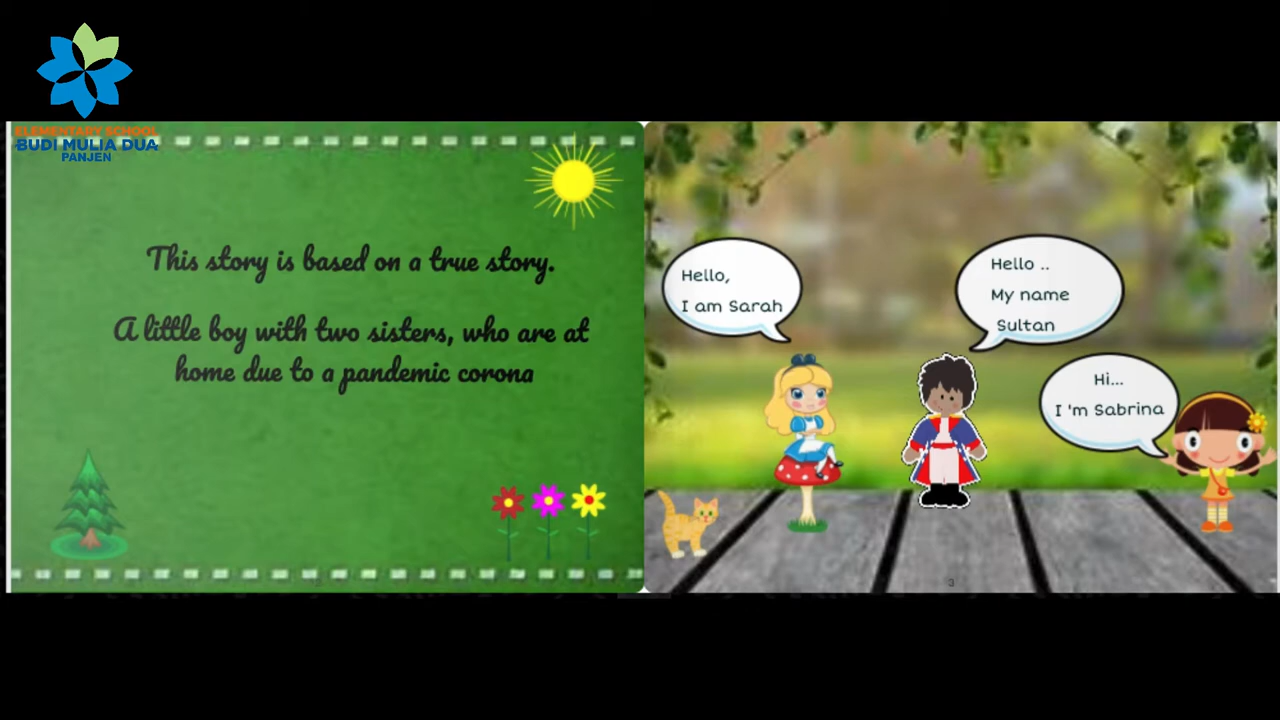 ELEMENTARY SCHOOL
BUDI MULIA DUA
PANJEN
This story is based on a true story.
A little boy with two sisters, who are at
home due to a pandemic corona
Hello,
I am Sarah
Hello ..
My name
Sultan
Hi...
I 'm Sabrina
3